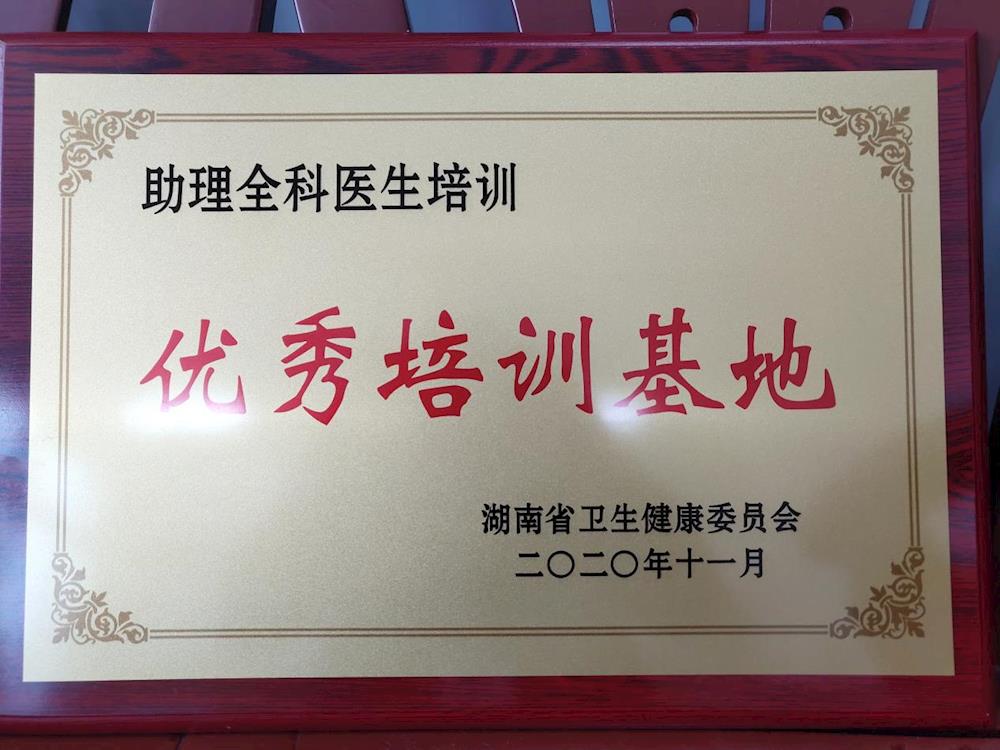 助理全科医生培训
优秀培训基地
湖南省卫生健康委员会
二〇二〇年十一月